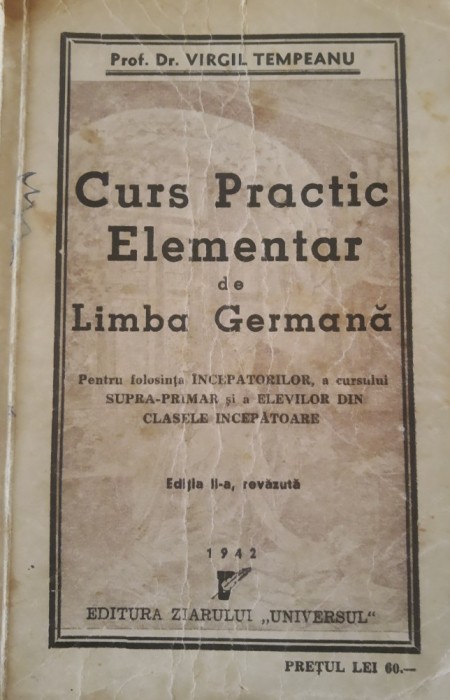 Prof. Dr. VIRGIL TEMPEANU
Curs Practic
Elementar
de
Limba Germană
Pentru folosința ÎNCEPATORILOR, a cursului
SUPRA-PRIMAR și a ELEVILOR DIN
CLASELE INCEPĂTOARE
Ediția II-a, revăzută
1942
EDITURA ZIARULUI „UNIVERSUL“
PREȚUL LEI 60.—